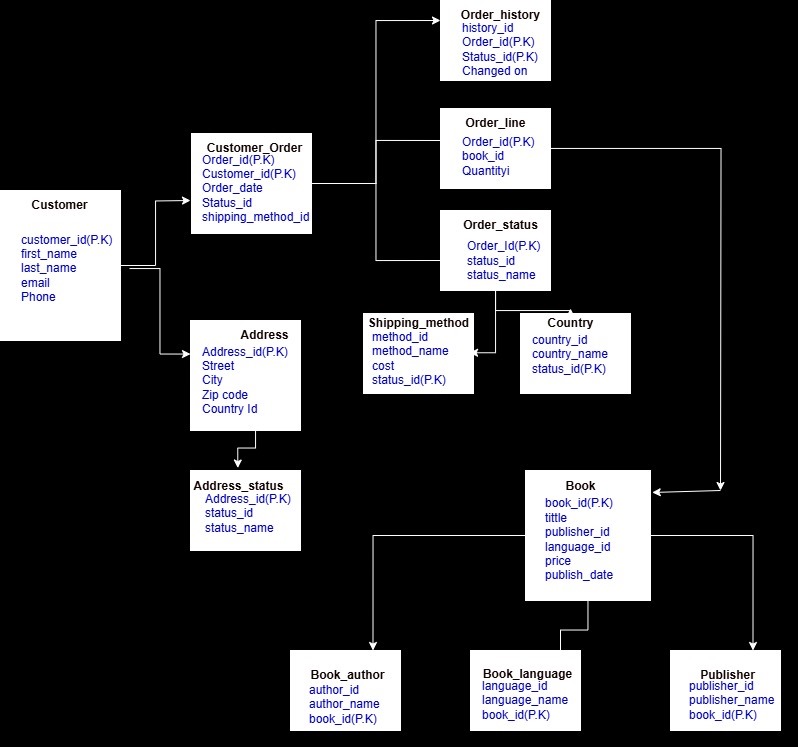 Order_history
history_id
Order_id(P.K)
Status_id(P.K)
Changed on
Order_line
Order_id(P.K)
book_id
Quantityi
Customer_Order
Order_id(P.K)
Customer_id(P.K)
Order_date
Status_id
shipping_method_id
Customer
customer_id(P.K)
first_name
last_name
email
Phone
Order_status
Order_Id(P.K)
status_id
status_name
Address
Address_id(P.K)
Street
City
Zip code
Country Id
Shipping_method
method_id
method_name
cost
status_id(P.K)
Country
country_id
country_name
status_id(P.K)
Address_status
Address_id(P.K)
status_id
status_name
Book
book_id(P.K)
tittle
publisher_id
language_id
price
publish_date
Book_author
author_id
author_name
book_id(P.K)
Book_language
language_id
language_name
book_id(P.K)
Publisher
publisher_id
publisher_name
book_id(P.K)